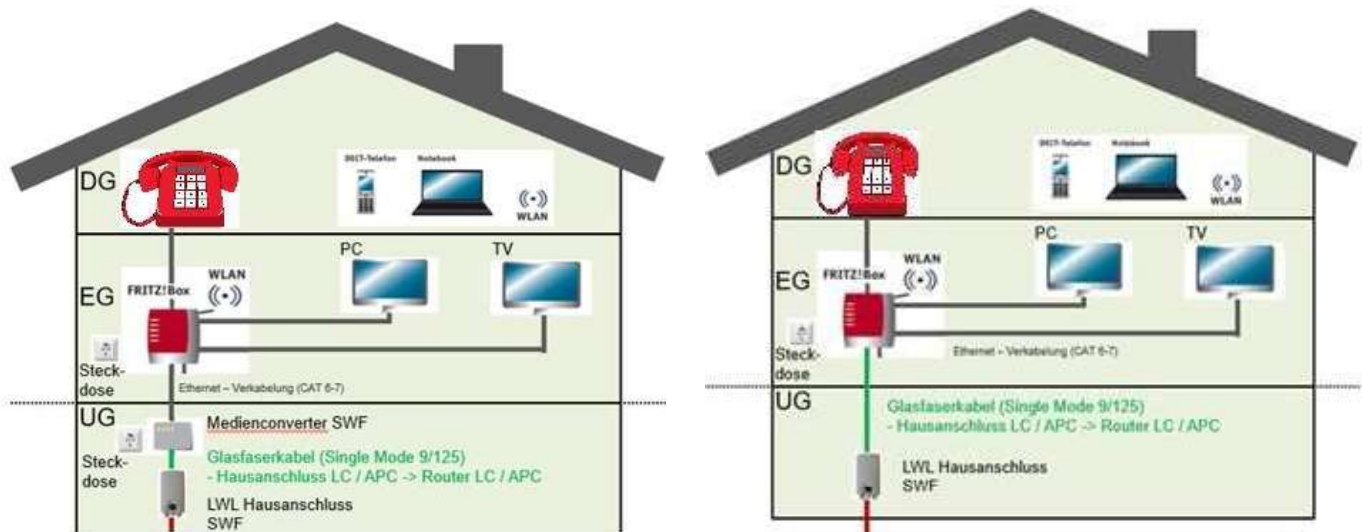 DG
DECT-Telefon Notebook
WLAN
EG
FRITZ!Box
WLAN
PC
TV
Steck-
dose
Ethernet – Verkabelung (CAT 6-7)
UG
Steck-
dose
Medienconverter SWF
Glasfaserkabel (Single Mode 9/125)
- Hausanschluss LC / APC -> Router LC / APC
LWL Hausanschluss
SWF
DG
DECT-Telefon Notebook
WLAN
EG
FRITZ!Box
WLAN
PC
TV
Steck-
dose
Ethernet – Verkabelung (CAT 6-7)
UG
Glasfaserkabel (Single Mode 9/125)
- Hausanschluss LC / APC -> Router LC / APC
LWL Hausanschluss
SWF